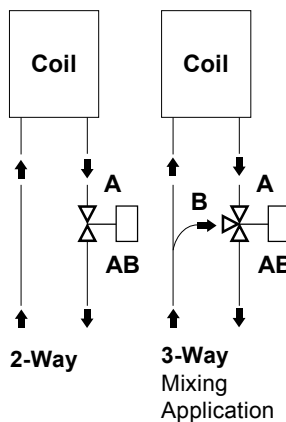 Coil
Coil
A
A
B
AB
AB
2-Way
3-Way
Mixing
Application